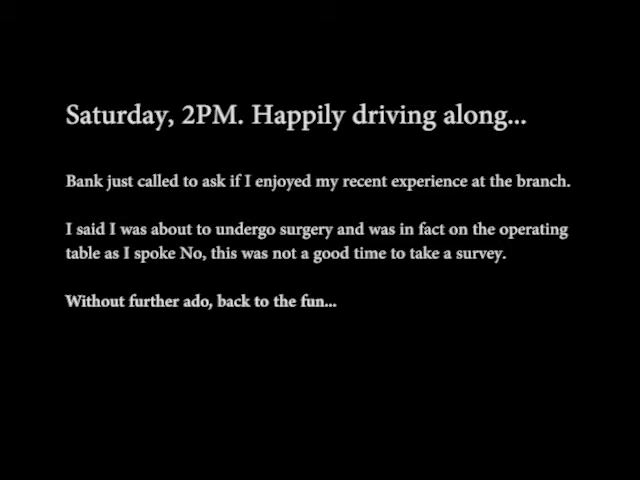 Saturday, 2PM. Happily driving along...
Bank just called to ask if I enjoyed my recent experience at the branch.
I said I was about to undergo surgery and was in fact on the operating
table as I spoke No, this was not a good time to take a survey.
Without further ado, back to the fun...